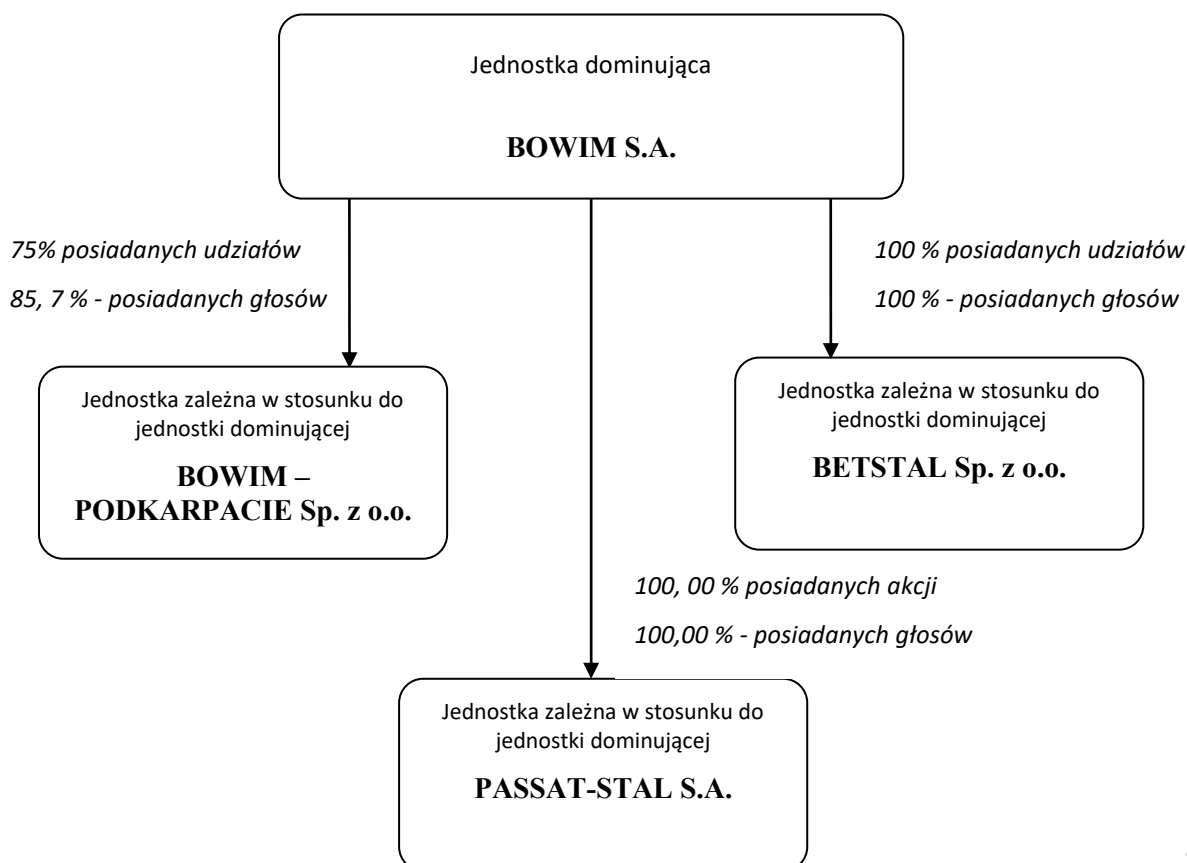 Jednostka dominująca
BOWIM S.A.
75% posiadanych udziałów
85, 7 % - posiadanych głosów
100 % posiadanych udziałów
100 % - posiadanych głosów
Jednostka zależna w stosunku do
jednostki dominującej
BOWIM –
PODKARPACIE Sp. z o.o.
Jednostka zależna w stosunku do
jednostki dominującej
BETSTAL Sp. z o.o.
100, 00 % posiadanych akcji
100,00 % - posiadanych głosów
Jednostka zależna w stosunku do
jednostki dominującej
PASSAT-STAL S.A.